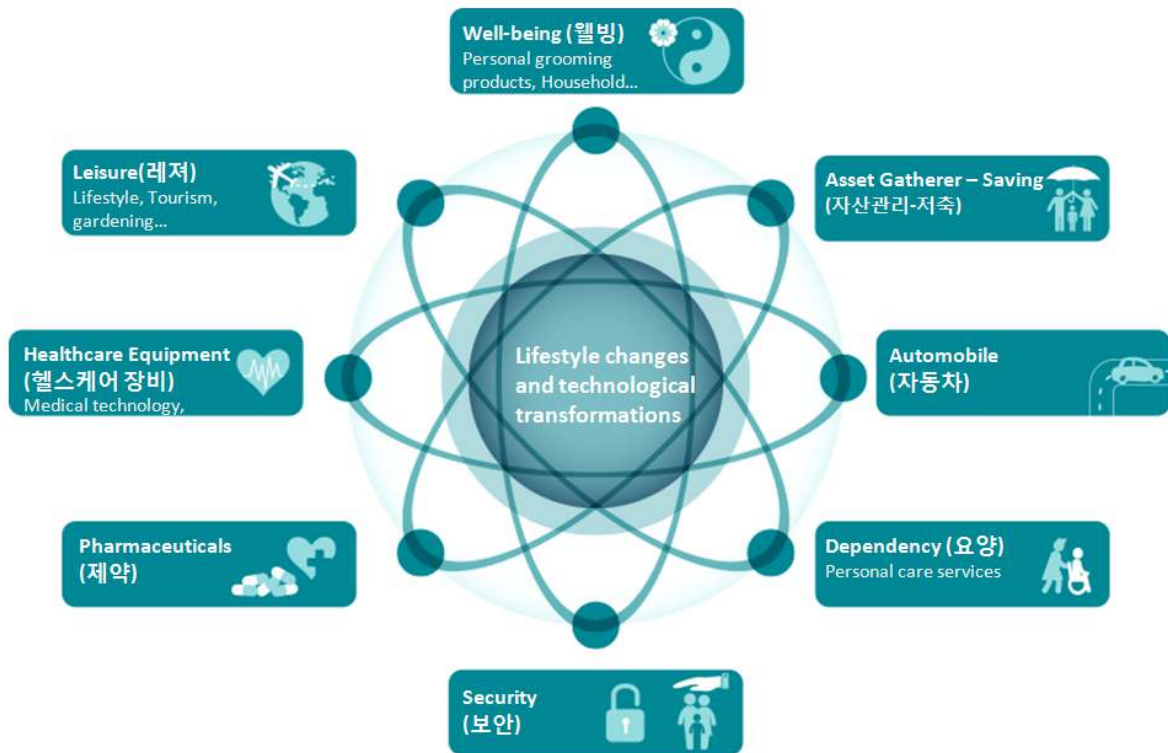 Well-being (웰빙)
Personal grooming
products, Household...
Leisure(레져)
Lifestyle, Tourism,
gardening...
Asset Gatherer – Saving
(자산관리-저축)
Healthcare Equipment
(헬스케어 장비)
Medical technology,
Lifestyle changes
and technological
transformations
Automobile
(자동차)
Pharmaceuticals
(제약)
Dependency (요양)
Personal care services
Security
(보안)